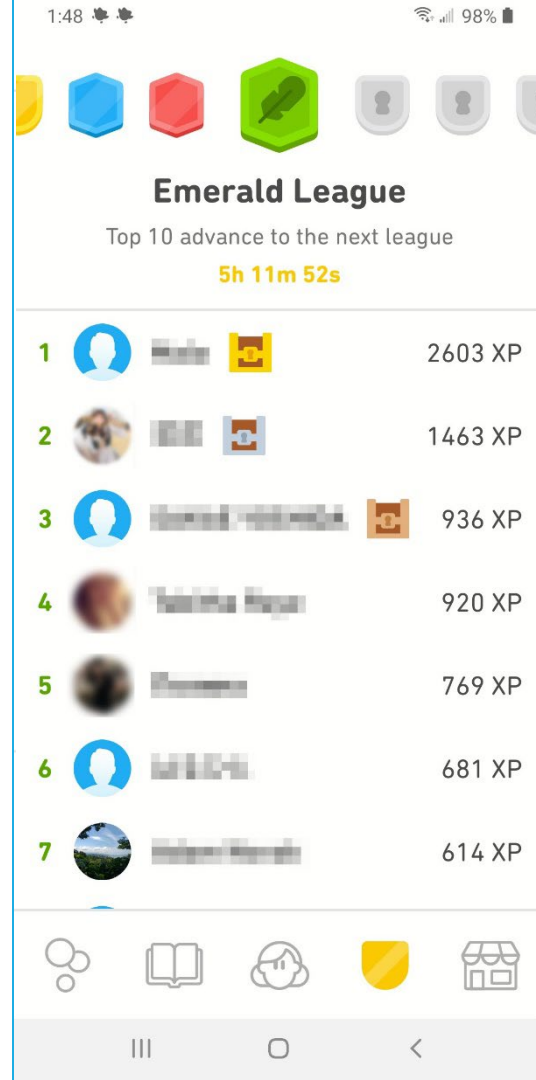 1:48 98%
Emerald League
Top 10 advance to the next league
5h 11m 52s
1 2603 XP
2 1463 XP
3 936 XP
4 920 XP
5 769 XP
6 681 XP
7 614 XP